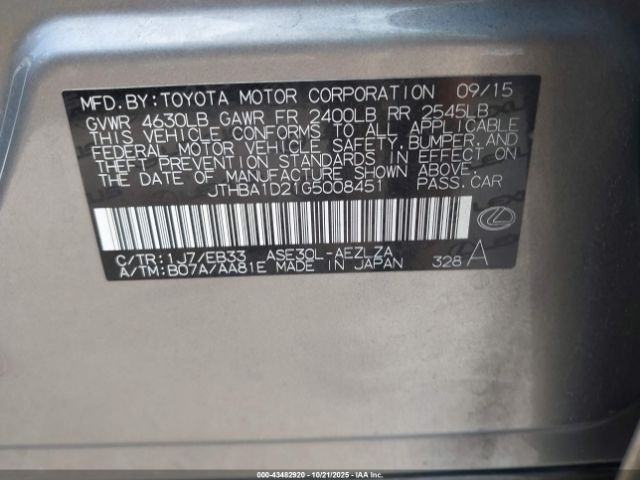 MFD. BY: TOYOTA MOTOR CORPORATION 09/15
GVWR 4630LB GAWR FR 2400LB RR 2545LB
THIS VEHICLE CONFORMS TO ALL APPLICABLE
FEDERAL MOTOR VEHICLE SAFETY, BUMPER, AND
THEFT PREVENTION STANDARDS IN EFFECT ON
THE DATE OF MANUFACTURE SHOWN ABOVE.
JTHBA1D21G5008451 PASS. CAR
C/TR: 1J7/EB33 ASE30L-AEZLZA
A/TM: B07A/AA81E MADE IN JAPAN 328 A
000-43482920 - 10/21/2025 - COPYRIGHT IAA